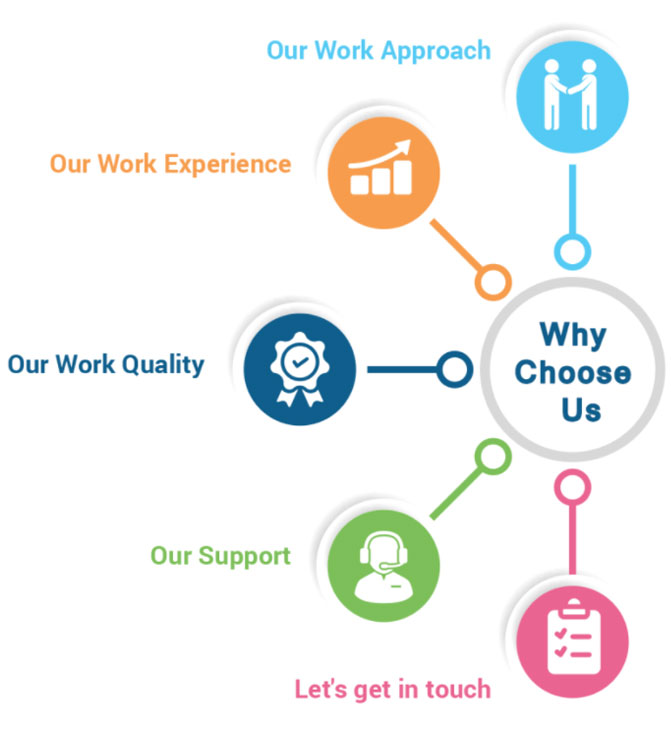 Our Work Approach
Our Work Experience
Why
Choose
Us
Our Work Quality
Our Support
Let's get in touch